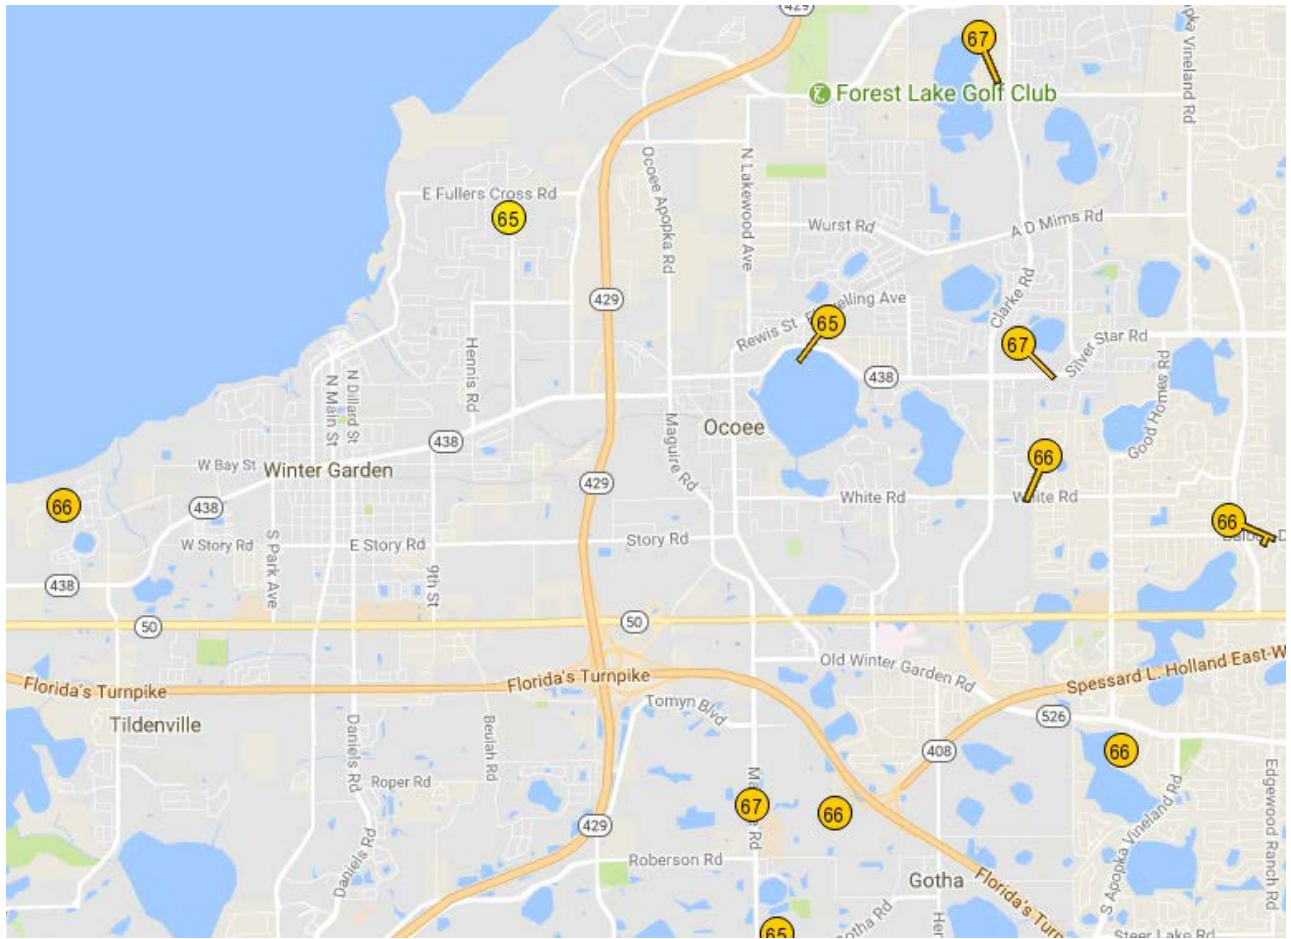 429
pka Vineland Rd
67
Forest Lake Golf Club
Ocoee Apopka Rd
N Lakewood Ave
E Fullers Cross Rd
65
Wurst Rd
A D Mims Rd
429
Clarke Rd
Rewis St
elling Ave
65
67
Silver Star Rd
Hennis Rd
N Dillard St
N Main St
438
Good Homes Rd
Ocoee
Maguire Rd
438
W Bay St
Winter Garden
66
429
White Rd
White Rd
66
438
66
W Story Rd
E Story Rd
Story Rd
S Park Ave
9th St
438
50
50
Old Winter Garden Rd
Florida's Turnpike
Florida's Turnpike
Spessard L. Holland East-W
Tomyn Blvd
526
Tildenville
408
66
Daniels Rd
Beulah Rd
Roper Rd
67
66
Rd
Edgewood Ranch Rd
S Apopka Vineland Rd
429
Daniels Rd
Roberson Rd
Gotha
Florida's Turn
65
otha Rd
Steer Lake Rd